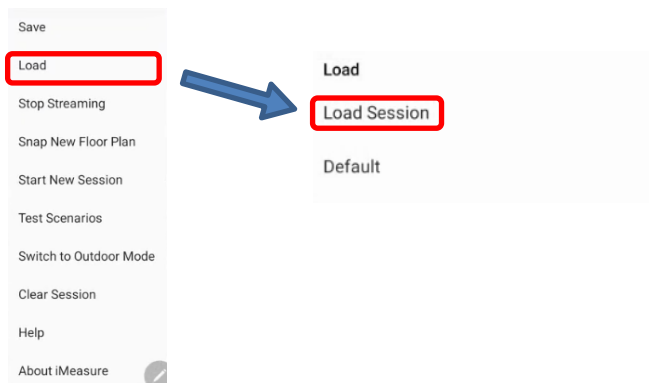 Save
Load
Stop Streaming
Snap New Floor Plan
Start New Session
Test Scenarios
Switch to Outdoor Mode
Clear Session
Help
About iMeasure
Load
Load Session
Default